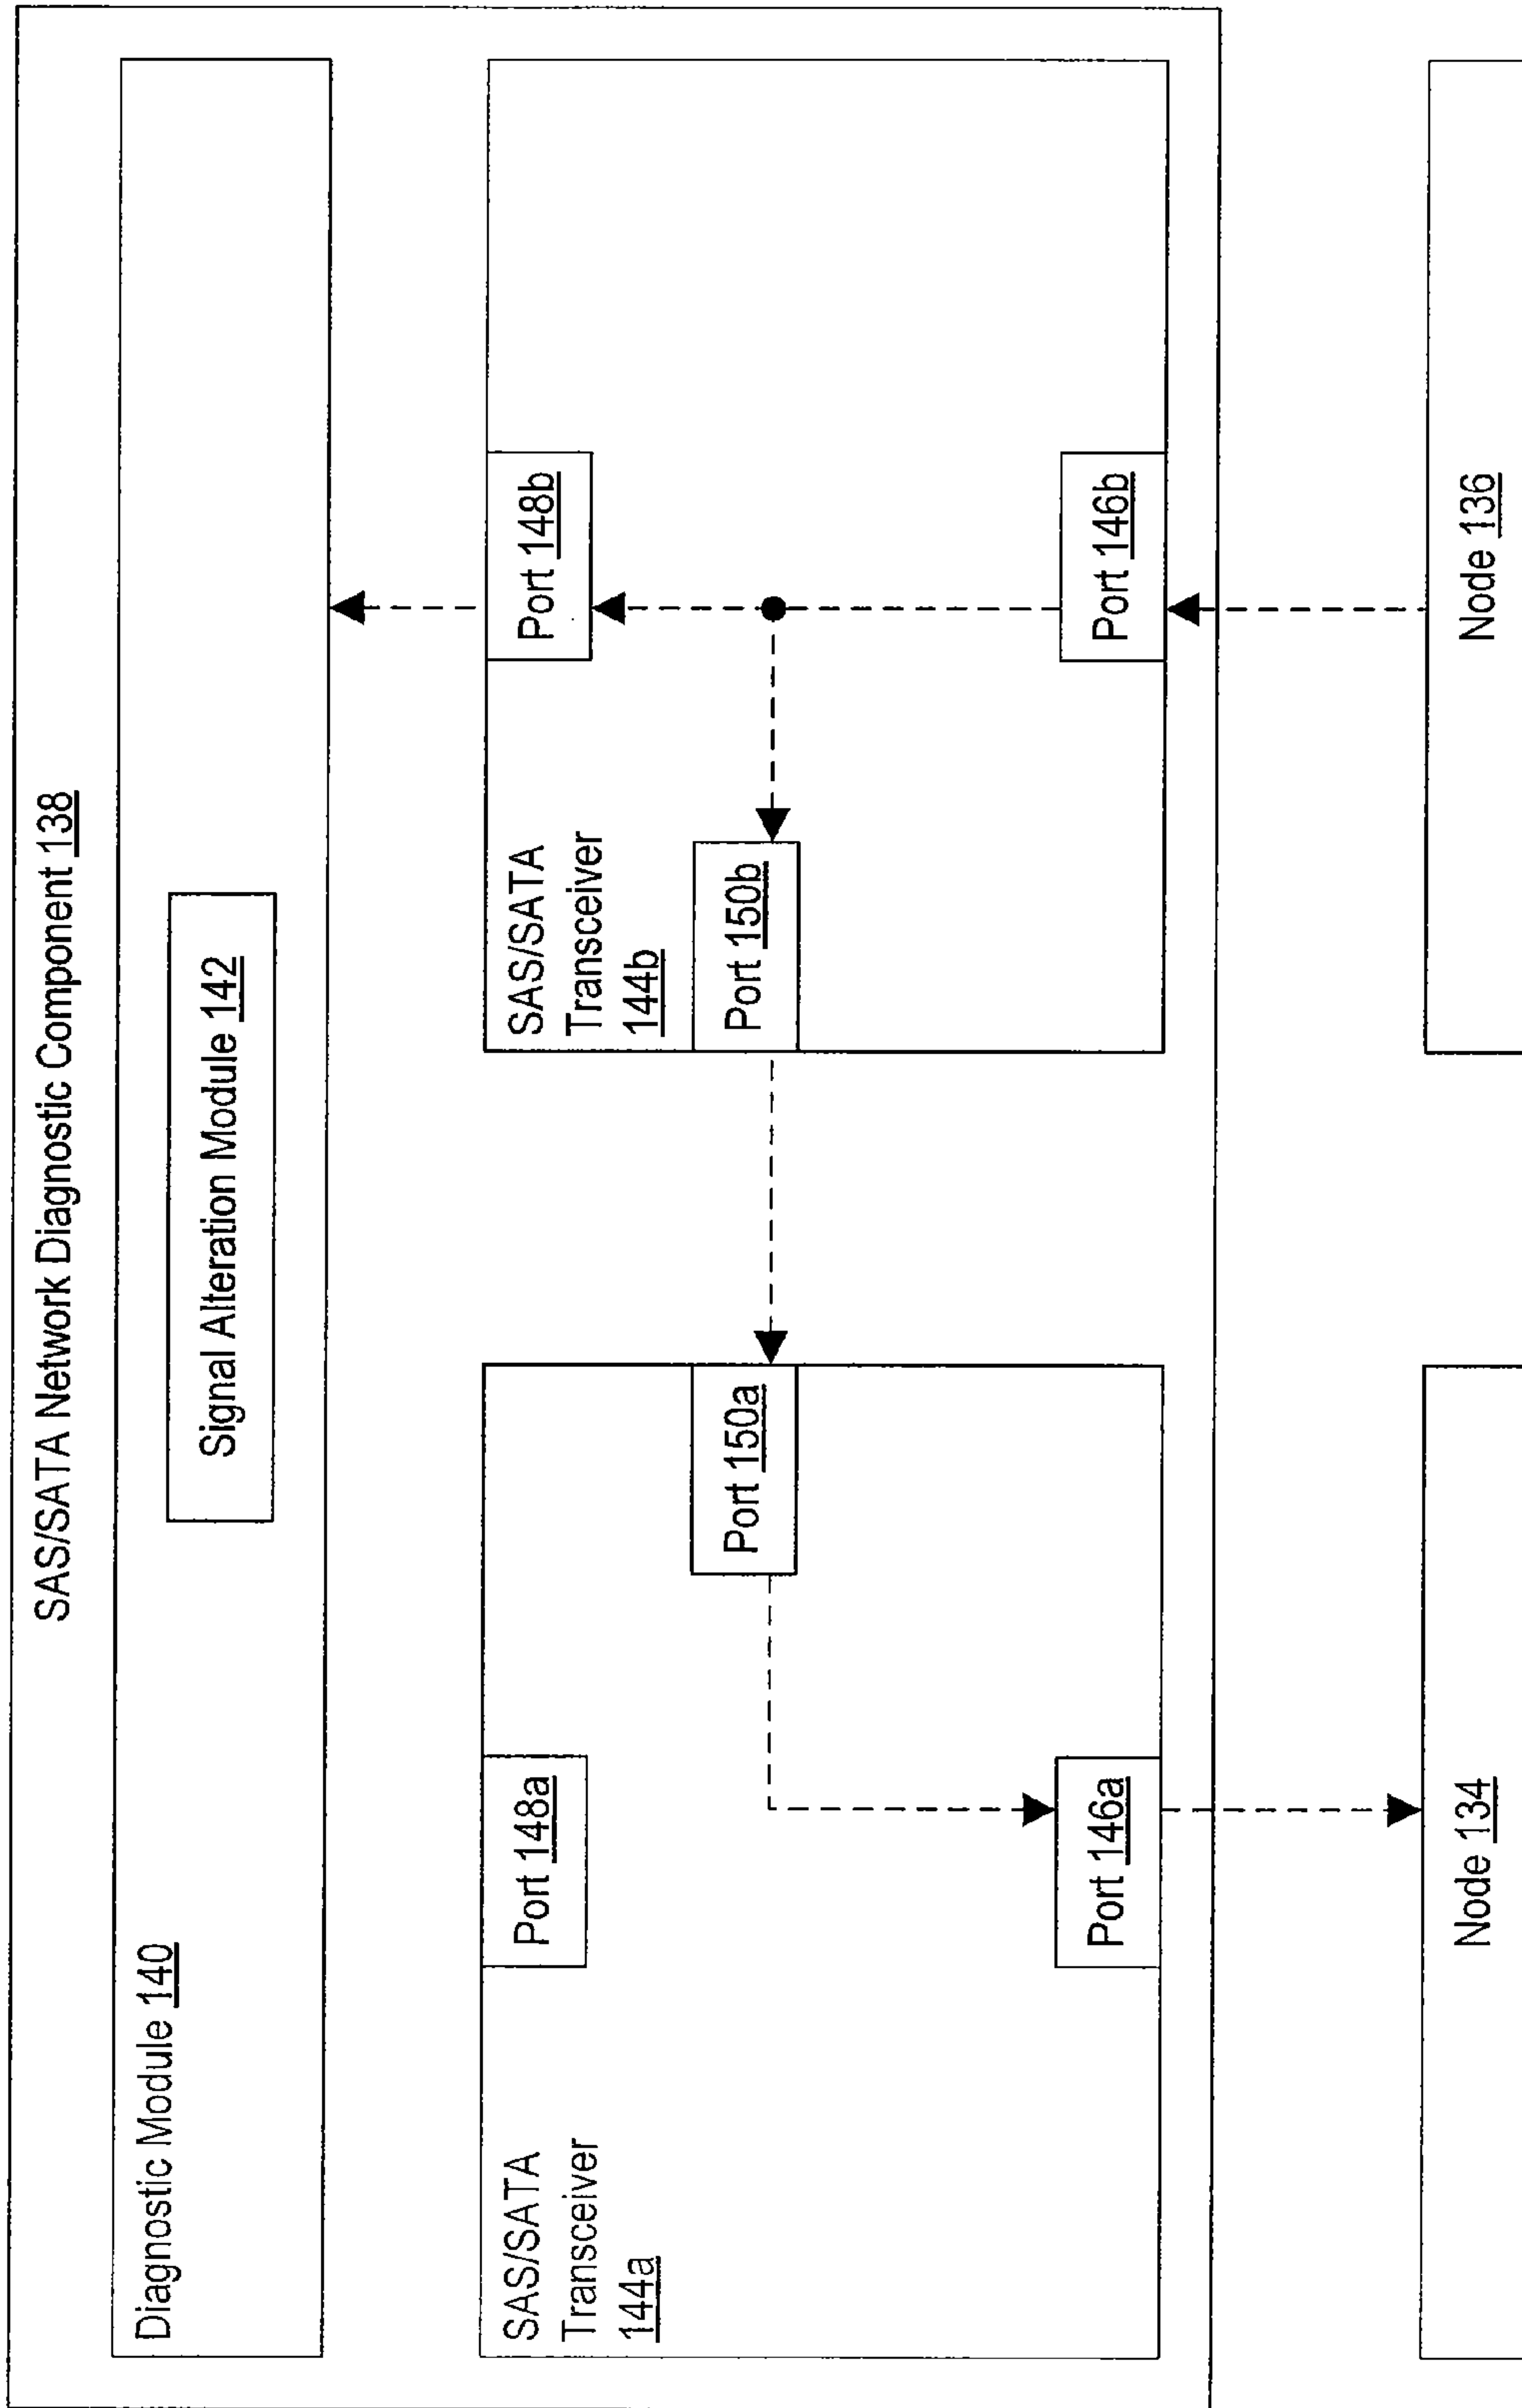 SAS/SATA Network Diagnostic Component 138
Diagnostic Module 140
Signal Alteration Module 142
SAS/SATA
Transceiver
144a
Port 148a
Port 150a
Port 146a
SAS/SATA
Transceiver
144b
Port 148b
Port 150b
Port 146b
Node 134
Node 136